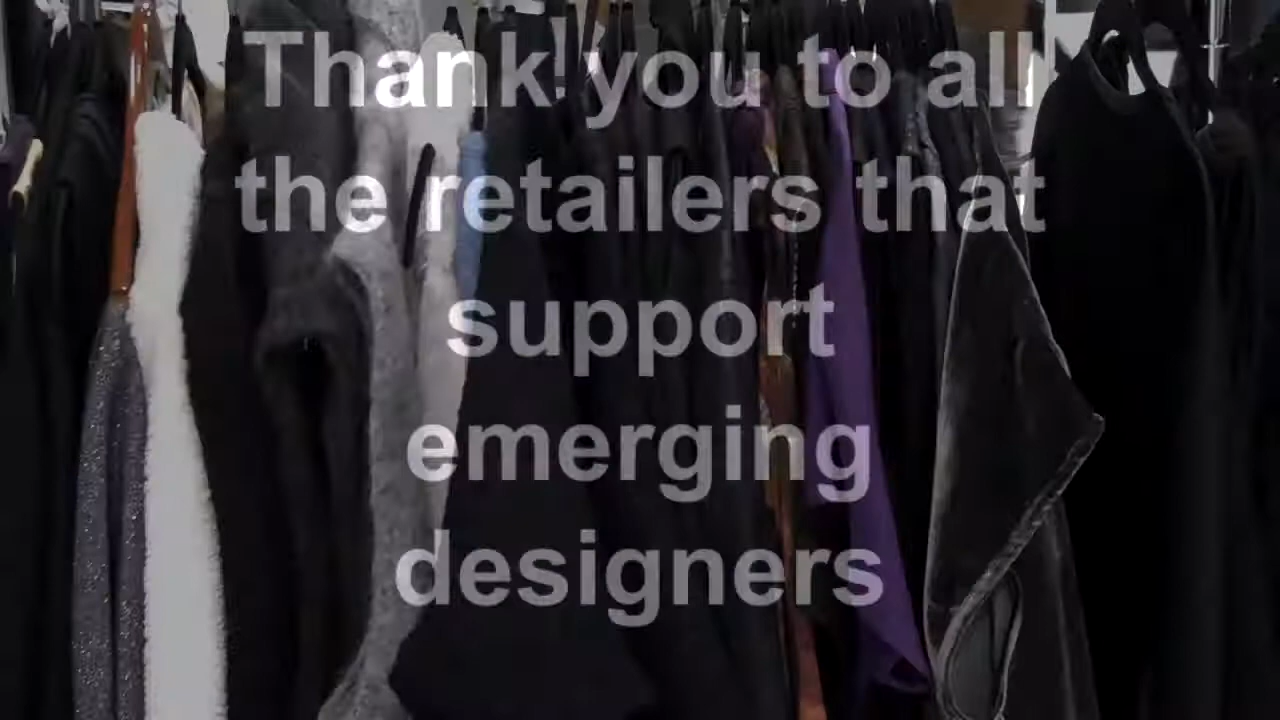 Thank you to all
the retailers that
support
emerging
designers